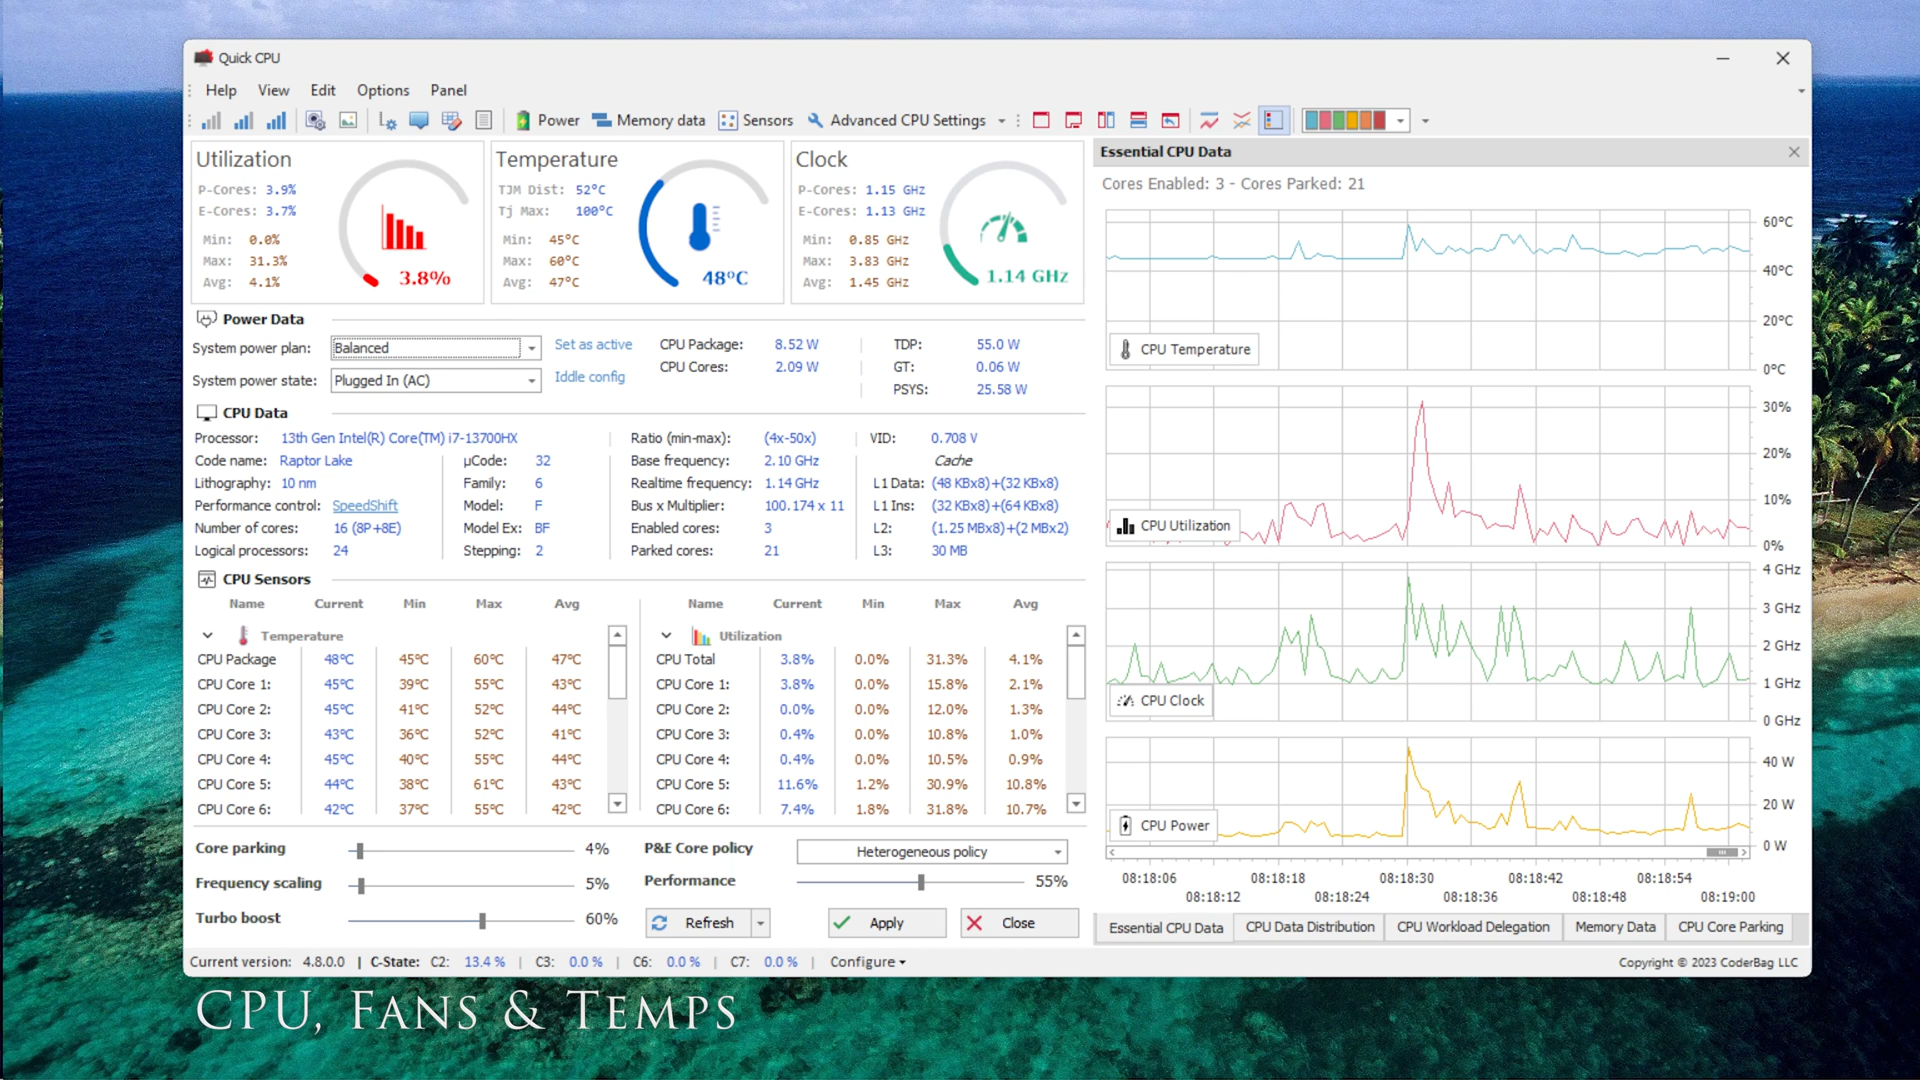 Quick CPU
Help View Edit Options Panel
Power Memory data Sensors Advanced CPU Settings
Utilization
P-Cores: 3.9%
E-Cores: 3.7%
Min: 0.0%
Max: 31.3%
Avg: 4.1%
3.8%
Temperature
TJM Dist: 52°C
Tj Max: 100°C
Min: 45°C
Max: 60°C
Avg: 47°C
48°C
Clock
P-Cores: 1.15 GHz
E-Cores: 1.13 GHz
Min: 0.85 GHz
Max: 3.83 GHz
Avg: 1.45 GHz
1.14 GHz
Power Data
System power plan: Balanced Set as active CPU Package: 8.52 W TDP: 55.0 W
CPU Cores: 2.09 W GT: 0.06 W
System power state: Plugged In (AC) Iddle config PSYS: 25.58 W
CPU Data
Processor: 13th Gen Intel(R) Core(TM) i7-13700HX Ratio (min-max): (4x-50x) VID: 0.708 V
Code name: Raptor Lake µCode: 32 Base frequency: 2.10 GHz Cache
Lithography: 10 nm Family: 6 Realtime frequency: 1.14 GHz L1 Data: (48 KBx8)+(32 KBx8)
Performance control: SpeedShift Model: F Bus x Multiplier: 100.174 x 11 L1 Ins: (32 KBx8)+(64 KBx8)
Number of cores: 16 (8P+8E) Model Ex: BF Enabled cores: 3 L2: (1.25 MBx8)+(2 MBx2)
Logical processors: 24 Stepping: 2 Parked cores: 21 L3: 30 MB
CPU Sensors
Name Current Min Max Avg
Temperature
CPU Package 48°C 45°C 60°C 47°C
CPU Core 1: 45°C 39°C 55°C 43°C
CPU Core 2: 45°C 41°C 52°C 44°C
CPU Core 3: 43°C 36°C 52°C 41°C
CPU Core 4: 45°C 40°C 55°C 44°C
CPU Core 5: 44°C 38°C 61°C 43°C
CPU Core 6: 42°C 37°C 55°C 42°C
Name Current Min Max Avg
Utilization
CPU Total 3.8% 0.0% 31.3% 4.1%
CPU Core 1: 3.8% 0.0% 15.8% 2.1%
CPU Core 2: 0.0% 0.0% 12.0% 1.3%
CPU Core 3: 0.4% 0.0% 10.8% 1.0%
CPU Core 4: 0.4% 0.0% 10.5% 0.9%
CPU Core 5: 11.6% 1.2% 30.9% 10.8%
CPU Core 6: 7.4% 1.8% 31.8% 10.7%
Core parking 4%
Frequency scaling 5%
Turbo boost 60%
P&E Core policy Heterogeneous policy
Performance 55%
Refresh Apply Close
Essential CPU Data
Cores Enabled: 3 - Cores Parked: 21
60°C
40°C
20°C
0°C
CPU Temperature
30%
20%
10%
0%
CPU Utilization
4 GHz
3 GHz
2 GHz
1 GHz
0 GHz
CPU Clock
40 W
20 W
0 W
CPU Power
08:18:06 08:18:18 08:18:30 08:18:42 08:18:54
08:18:12 08:18:24 08:18:36 08:18:48 08:19:00
Essential CPU Data CPU Data Distribution CPU Workload Delegation Memory Data CPU Core Parking
Current version: 4.8.0.0 | C-State: C2: 13.4 % | C3: 0.0 % | C6: 0.0 % | C7: 0.0 % | Configure
Copyright © 2023 CoderBag LLC
CPU, Fans & Temps